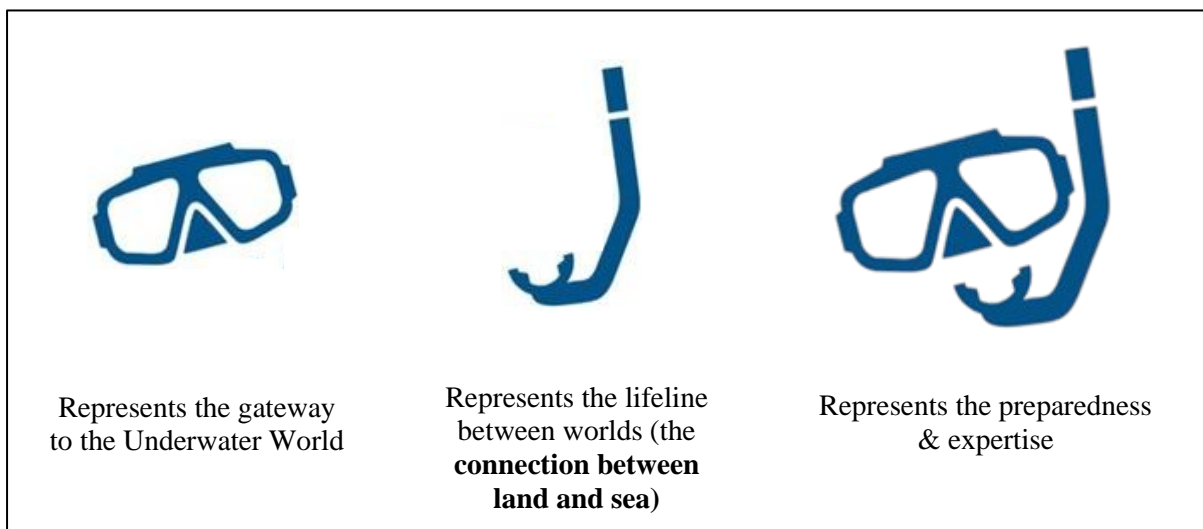 Represents the gateway
to the Underwater World
Represents the lifeline
between worlds (the
connection between
land and sea)
Represents the preparedness
& expertise